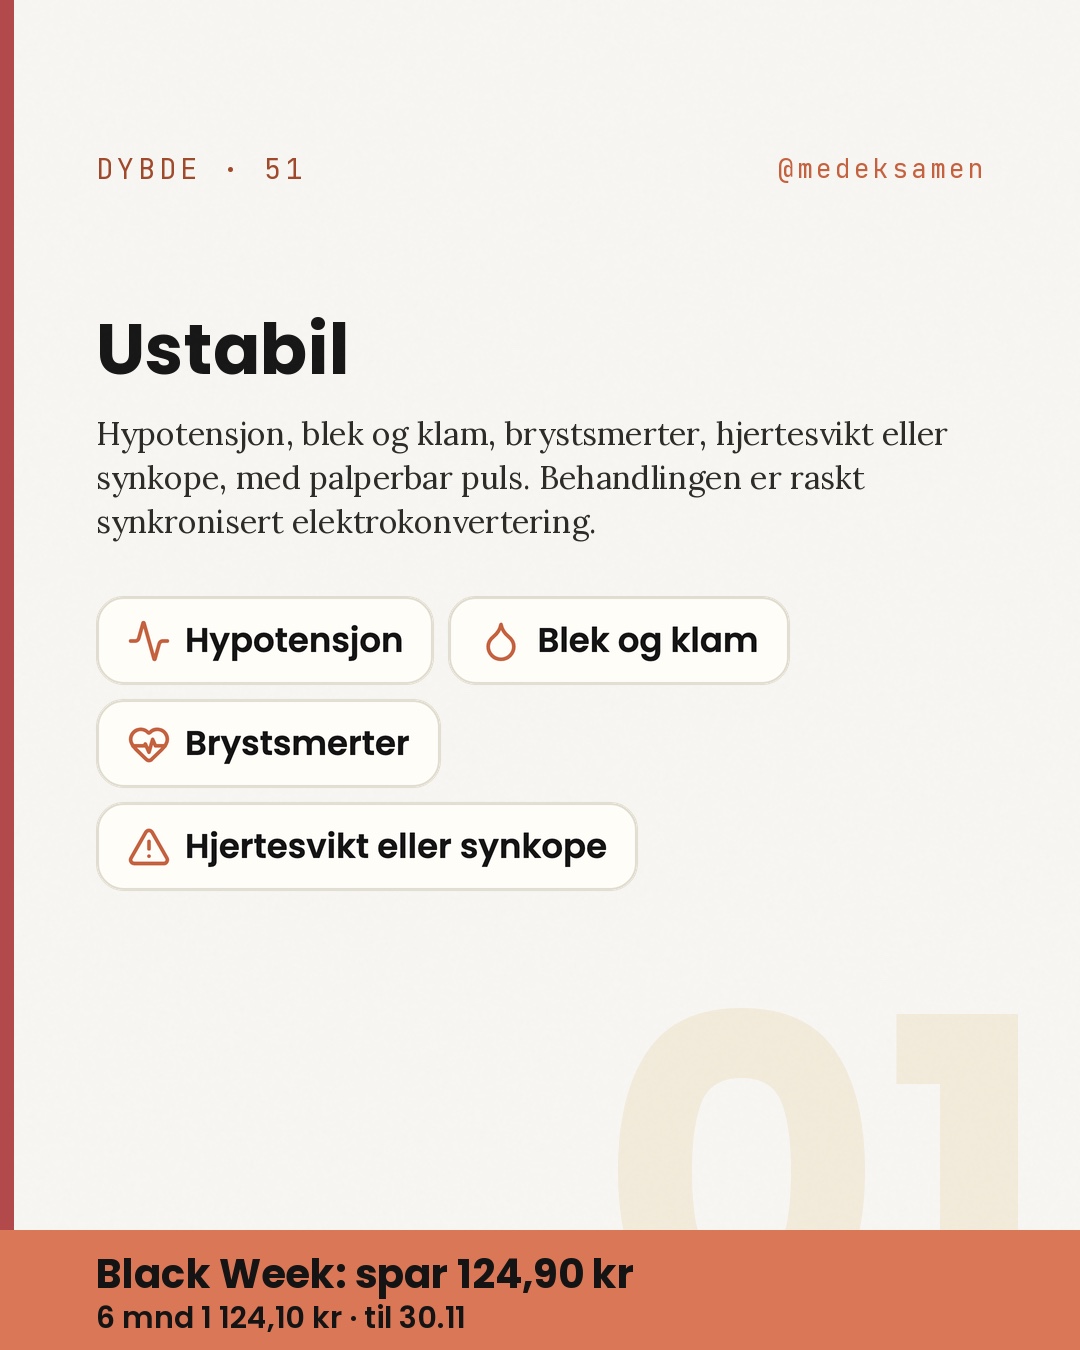 DYBDE · 51
@medeksamen
Ustabil
Hypotensjon, blek og klam, brystsmerter, hjertesvikt eller
synkope, med palperbar puls. Behandlingen er raskt
synkronisert elektrokonvertering.
Hypotensjon
Blek og klam
Brystsmerter
Hjertesvikt eller synkope
01
Black Week: spar 124,90 kr
6 mnd 1 124,10 kr · til 30.11